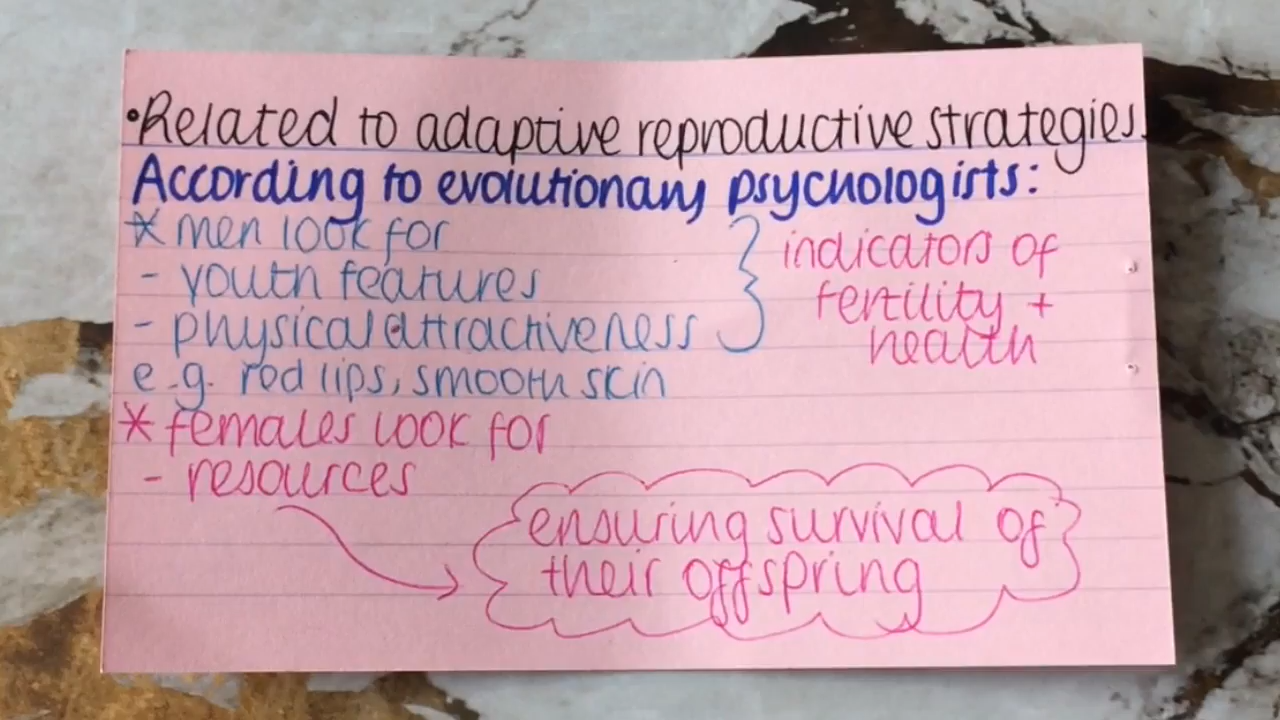 •Related to adaptive reproductive strategies.
According to evolutionary psychologists:
* men look for
- youth features
- physical attractiveness
e.g. red lips, smooth skin
} indicators of
fertility +
health
* females look for
- resources
ensuring survival of
their offspring